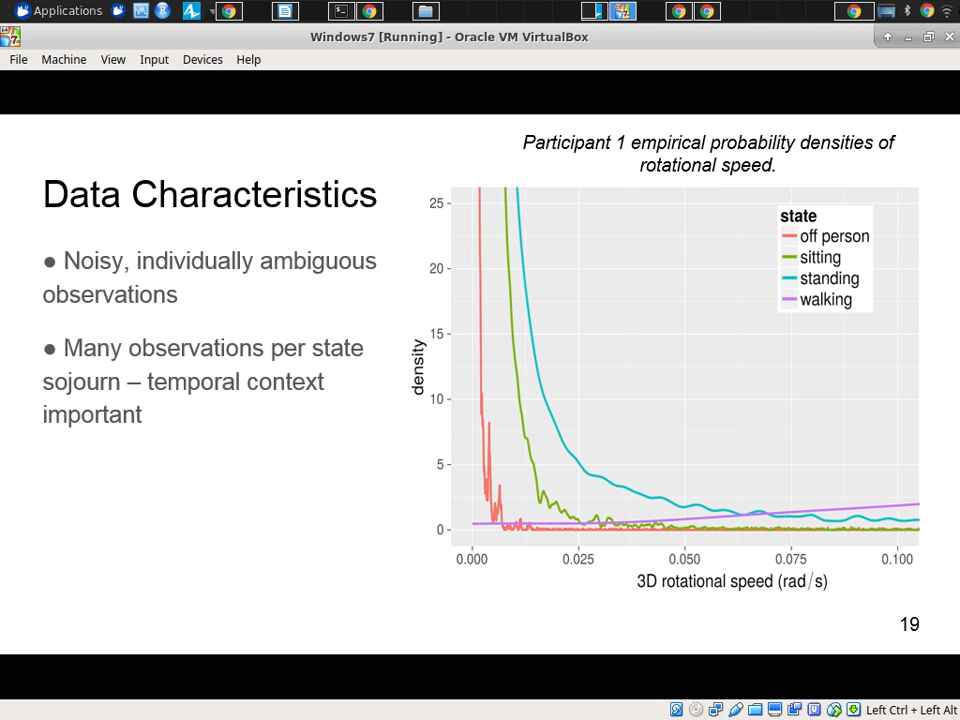 Applications
Windows7 [Running] - Oracle VM VirtualBox
File Machine View Input Devices Help
Participant 1 empirical probability densities of
rotational speed.
Data Characteristics
● Noisy, individually ambiguous
observations
● Many observations per state
sojourn – temporal context
important
density
25
20
15
10
5
0
state
off person
sitting
standing
walking
0.000 0.025 0.050 0.075 0.100
3D rotational speed (rad/s)
19
Left Ctrl + Left Alt